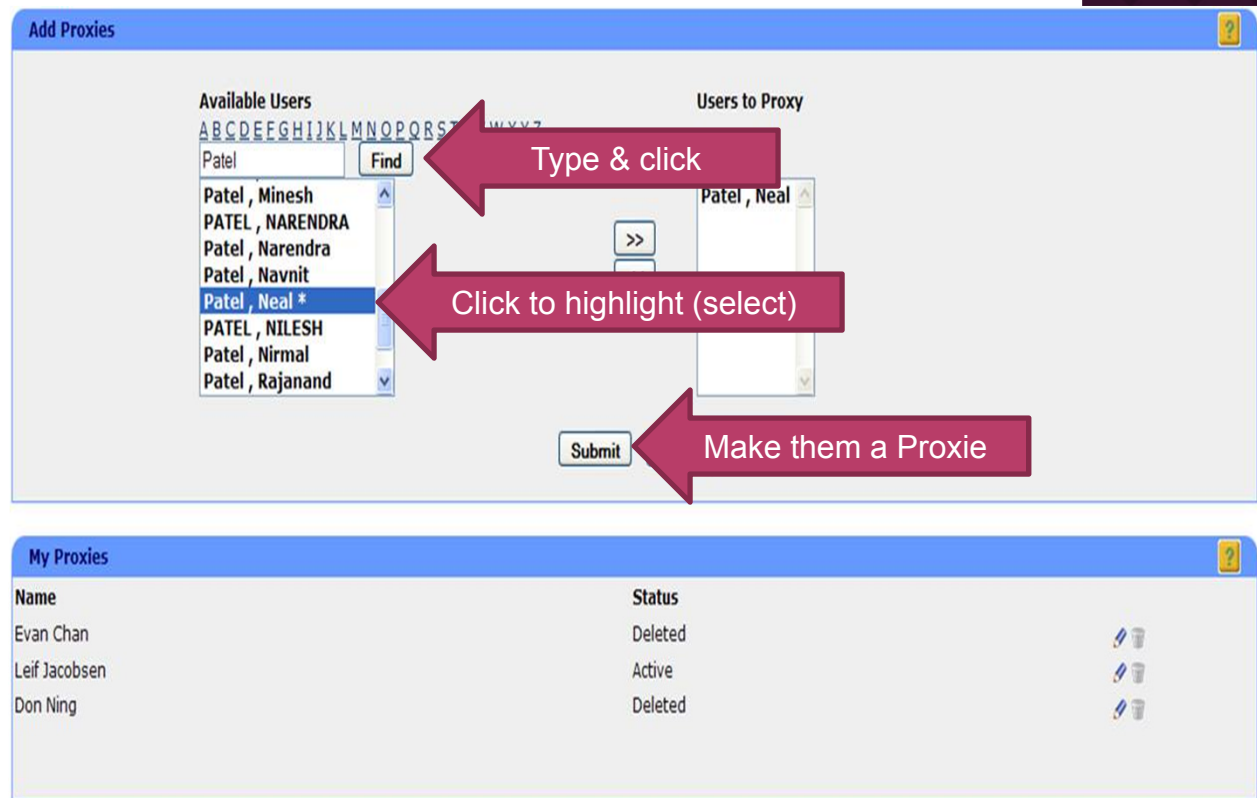 Add Proxies
?
Available Users
Users to Proxy
A B C D E F G H I J K L M N O P Q R S
Patel
Find
Type & click
Patel , Minesh
PATEL , NARENDRA
Patel , Narendra
Patel , Navnit
Patel , Neal *
PATEL , NILESH
Patel , Nirmal
Patel , Rajanand
>>
Patel , Neal
Click to highlight (select)
Submit
Make them a Proxie
My Proxies
?
Name Status
Evan Chan Deleted
Leif Jacobsen Active
Don Ning Deleted